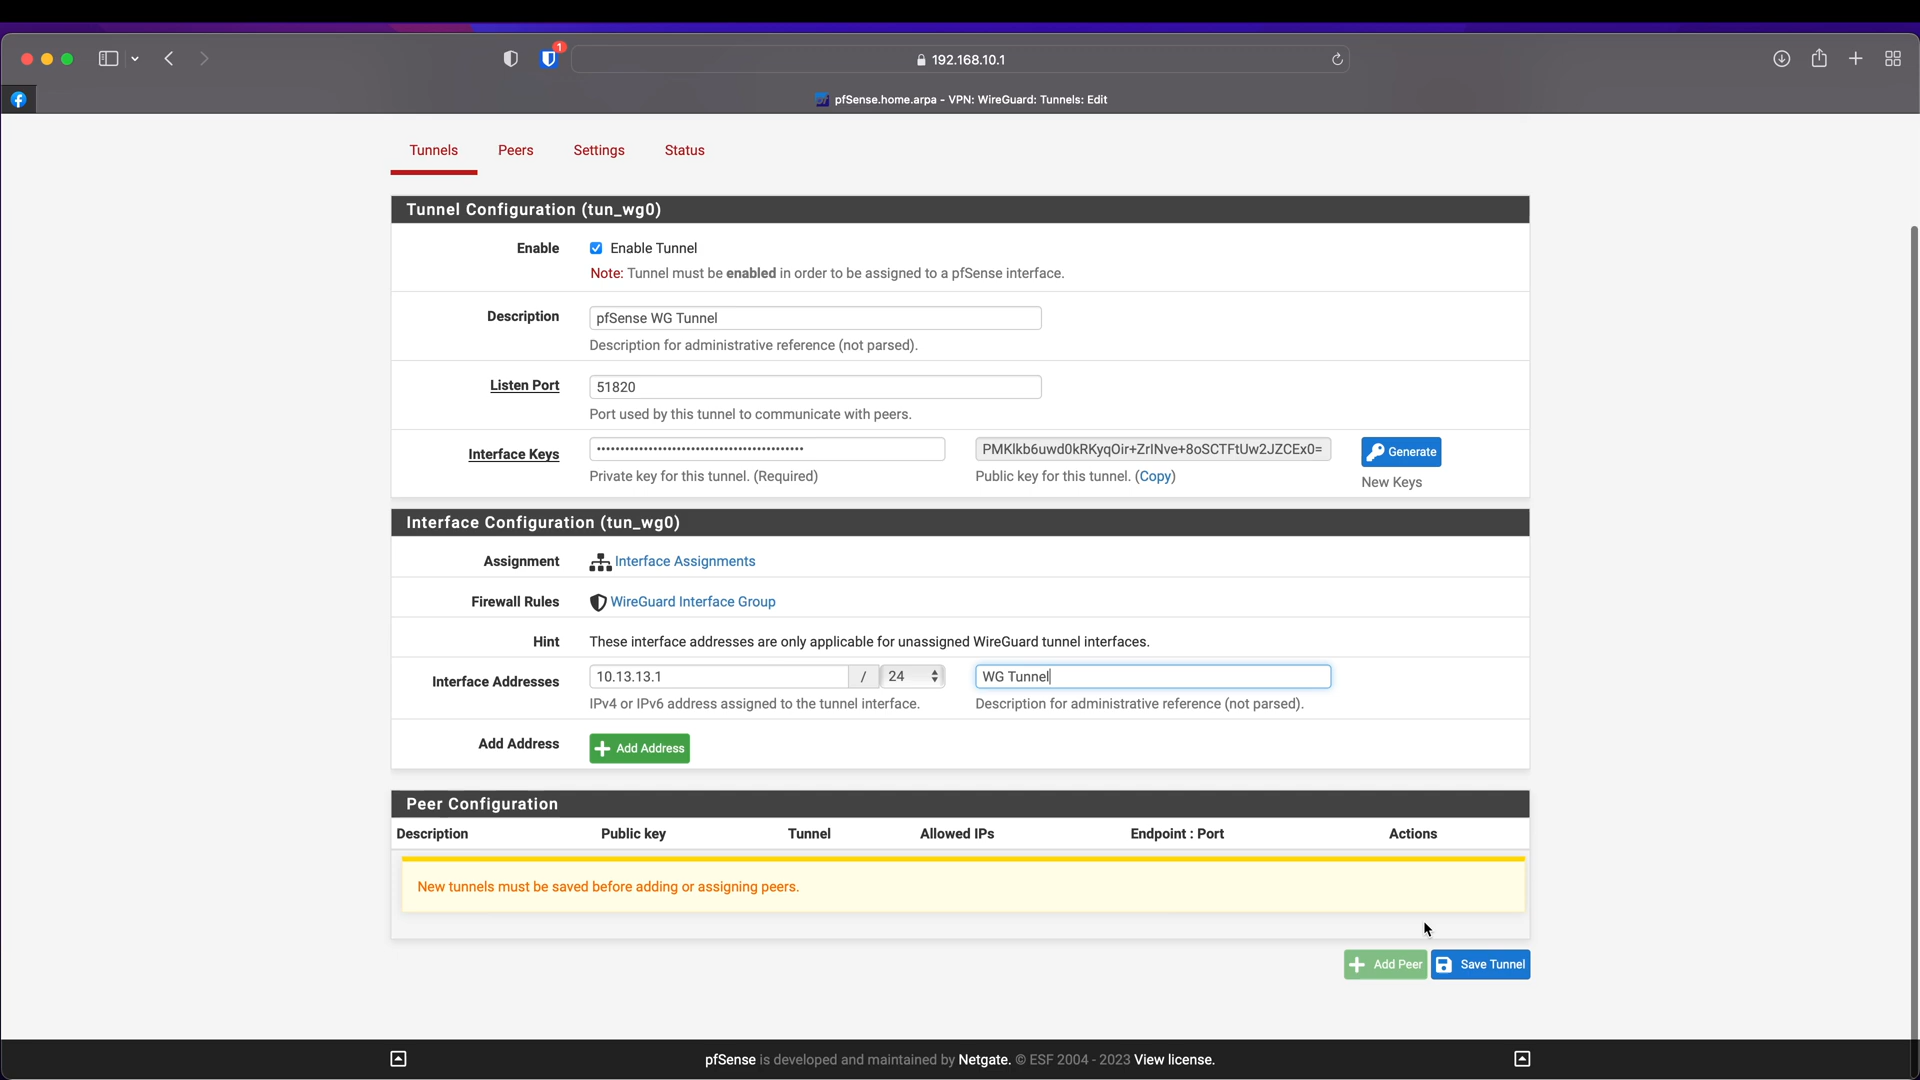 1
192.168.10.1
pfSense.home.arpa - VPN: WireGuard: Tunnels: Edit
Tunnels Peers Settings Status
Tunnel Configuration (tun_wg0)
Enable Enable Tunnel
Note: Tunnel must be enabled in order to be assigned to a pfSense interface.
Description pfSense WG Tunnel
Description for administrative reference (not parsed).
Listen Port 51820
Port used by this tunnel to communicate with peers.
Interface Keys PMKlkb6uwd0kRKyqOir+ZrINve+8oSCTFtUw2JZCEx0= Generate
Private key for this tunnel. (Required) Public key for this tunnel. (Copy) New Keys
Interface Configuration (tun_wg0)
Assignment Interface Assignments
Firewall Rules WireGuard Interface Group
Hint These interface addresses are only applicable for unassigned WireGuard tunnel interfaces.
Interface Addresses 10.13.13.1 / 24 WG Tunnel
IPv4 or IPv6 address assigned to the tunnel interface. Description for administrative reference (not parsed).
Add Address Add Address
Peer Configuration
Description Public key Tunnel Allowed IPs Endpoint : Port Actions
New tunnels must be saved before adding or assigning peers.
Add Peer Save Tunnel
pfSense is developed and maintained by Netgate. © ESF 2004 - 2023 View license.